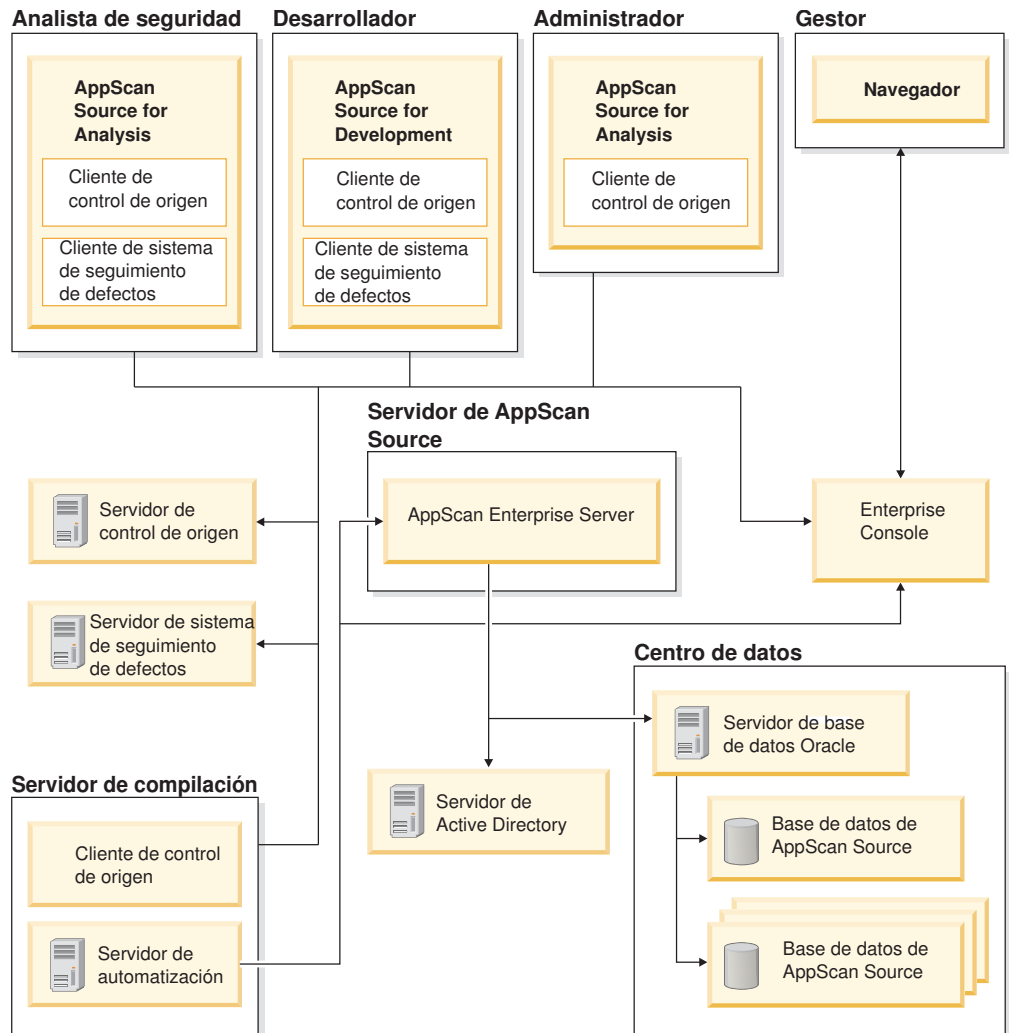 Analista de seguridad
Desarrollador
Administrador
Gestor
AppScan
Source for
Analysis
Cliente de
control de origen
Cliente de sistema
de seguimiento
de defectos
AppScan
Source for
Development
Cliente de
control de origen
Cliente de sistema
de seguimiento
de defectos
AppScan
Source for
Analysis
Cliente de
control de origen
Navegador
Servidor de AppScan
Source
AppScan Enterprise Server
Servidor de
control de origen
Enterprise
Console
Servidor de sistema
de seguimiento
de defectos
Centro de datos
Servidor de base
de datos Oracle
Servidor de
Active Directory
Base de datos de
AppScan Source
Base de datos de
AppScan Source
Servidor de compilación
Cliente de control
de origen
Servidor de
automatización